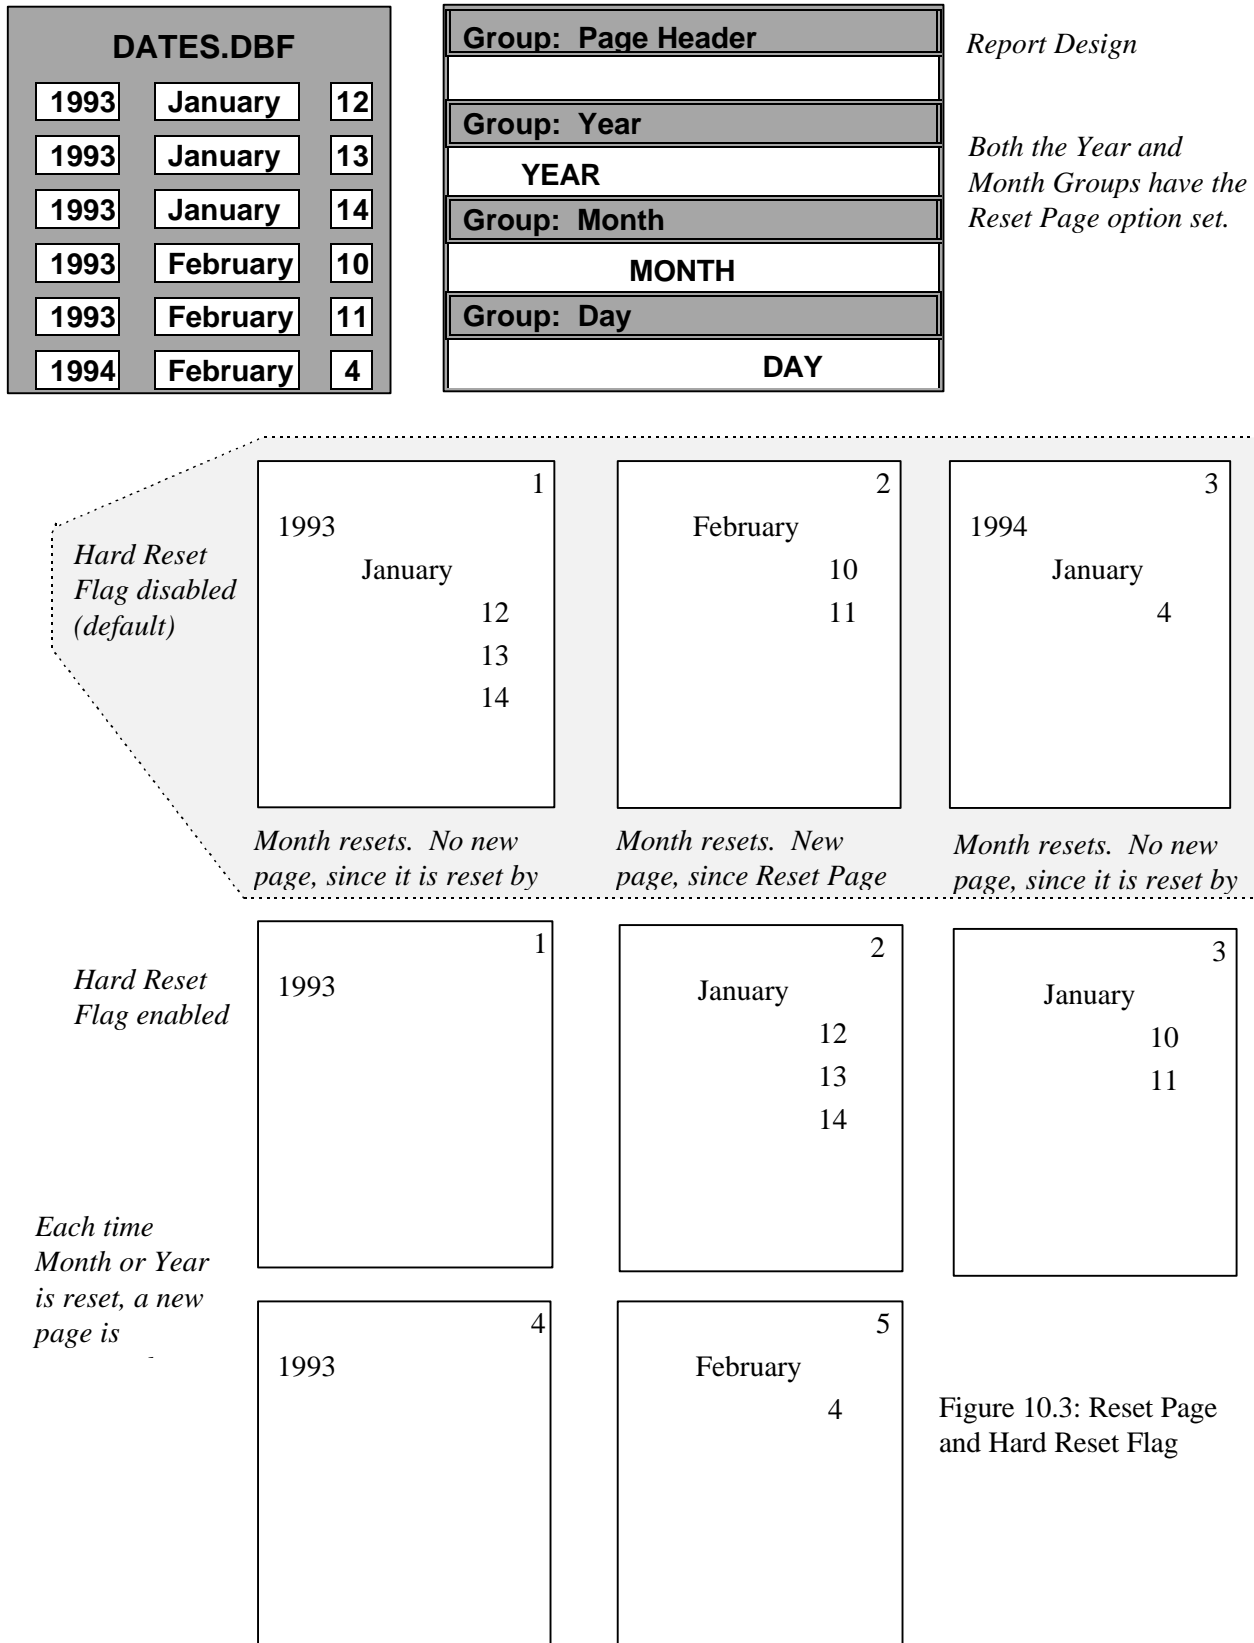 DATES.DBF
1993 January 12
1993 January 13
1993 January 14
1993 February 10
1993 February 11
1994 February 4
Group: Page Header
Group: Year
YEAR
Group: Month
MONTH
Group: Day
DAY
Report Design
Both the Year and
Month Groups have the
Reset Page option set.
Hard Reset
Flag disabled
(default)
1
1993
January
12
13
14
2
February
10
11
3
1994
January
4
Month resets. No new
page, since it is reset by
Month resets. New
page, since Reset Page
Month resets. No new
page, since it is reset by
Hard Reset
Flag enabled
1
1993
2
January
12
13
14
3
January
10
11
Each time
Month or Year
is reset, a new
page is
4
1993
5
February
4
Figure 10.3: Reset Page
and Hard Reset Flag